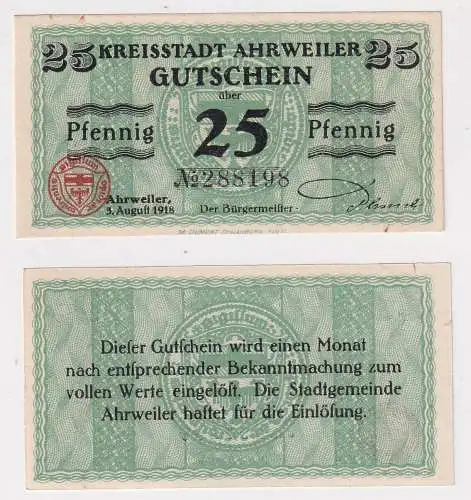 25 KREISSTADT AHRWEILER 25
GUTSCHEIN
über
Pfennig 25 Pfennig
№288198
Ahrweiler,
3. August 1918
Der Bürgermeister
Dieſer Gutſchein wird einen Monat
nach entſprechender Bekanntmachung zum
vollen Werte eingelöſt. Die Stadtgemeinde
Ahrweiler haftet für die Einlöſung.